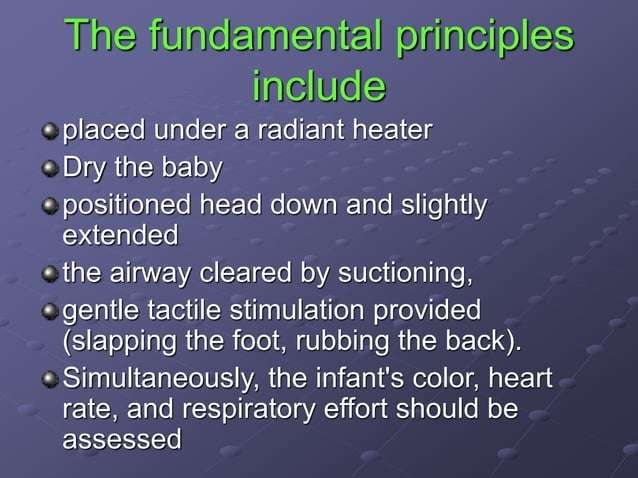 The fundamental principles
include
placed under a radiant heater
Dry the baby
positioned head down and slightly
extended
the airway cleared by suctioning,
gentle tactile stimulation provided
(slapping the foot, rubbing the back).
Simultaneously, the infant's color, heart
rate, and respiratory effort should be
assessed